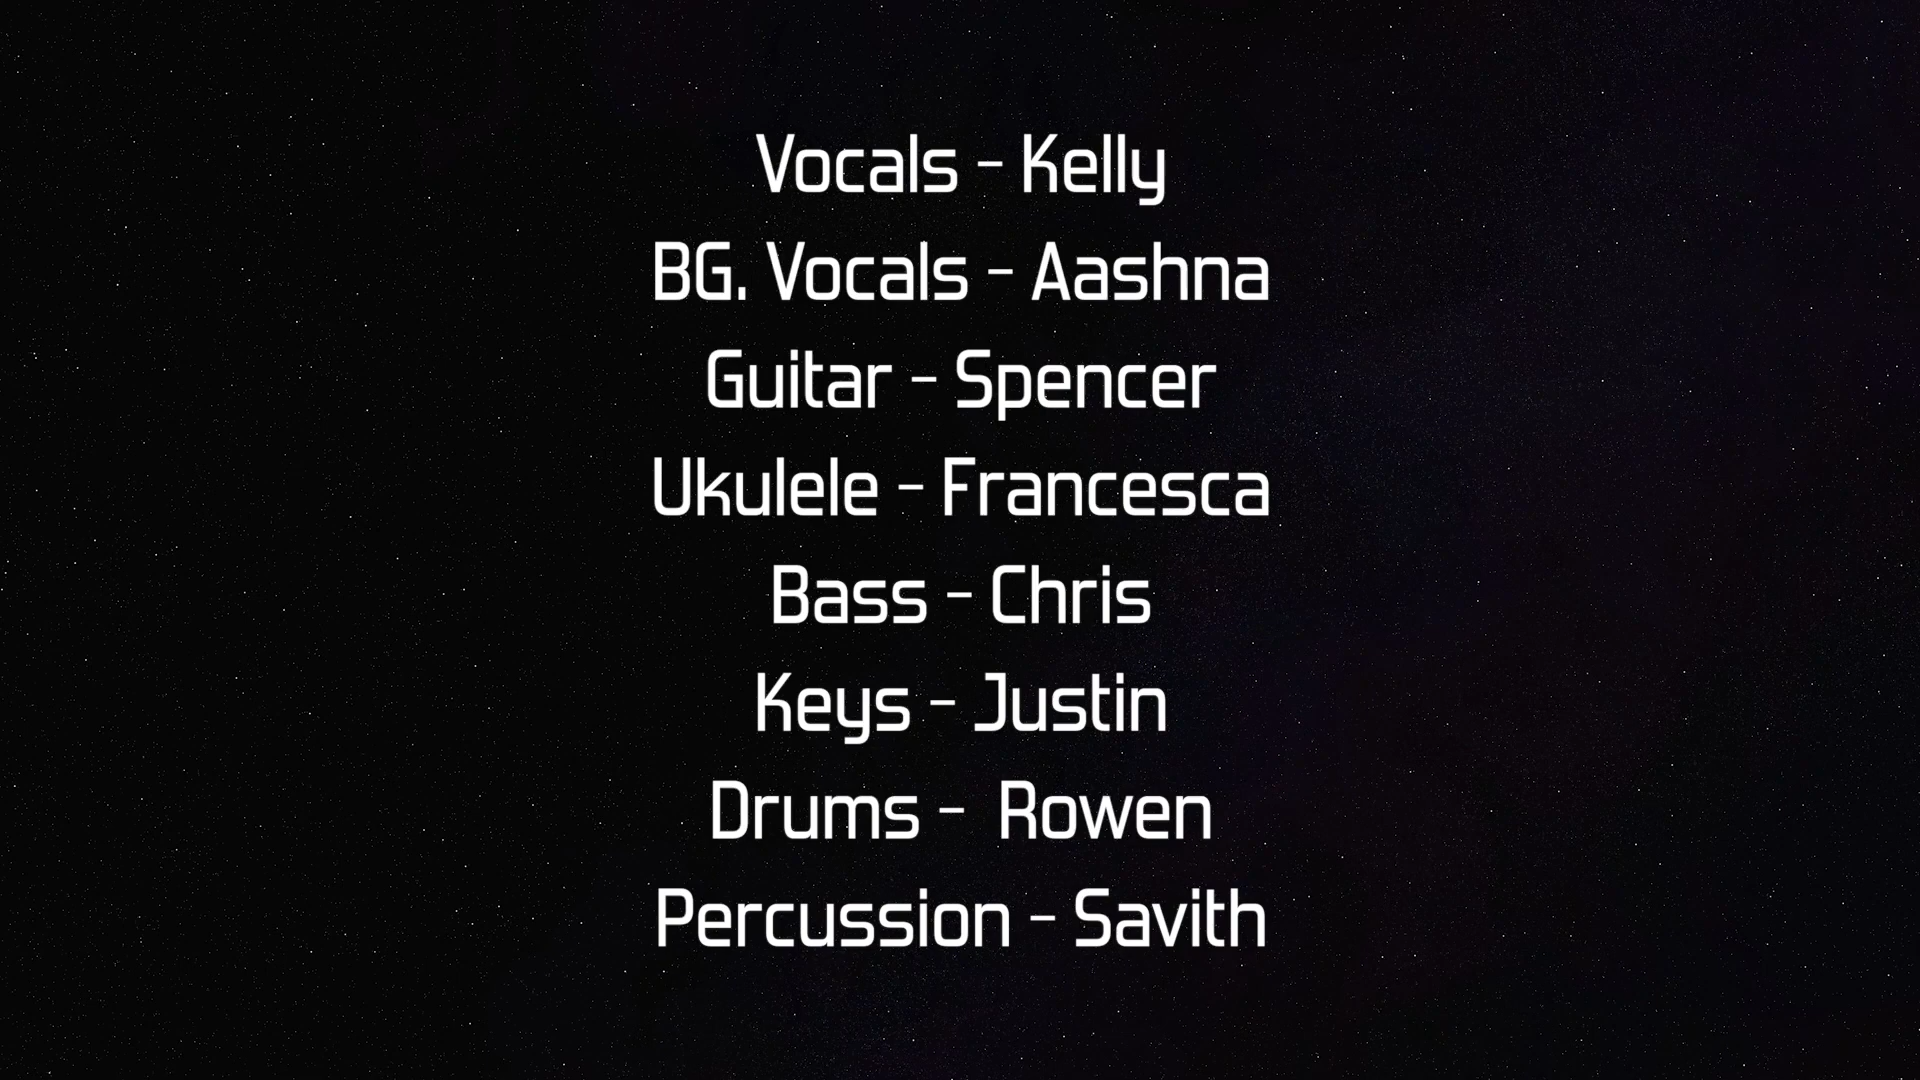 Vocals - Kelly
BG. Vocals - Aashna
Guitar - Spencer
Ukulele - Francesca
Bass - Chris
Keys - Justin
Drums -  Rowen
Percussion - Savith